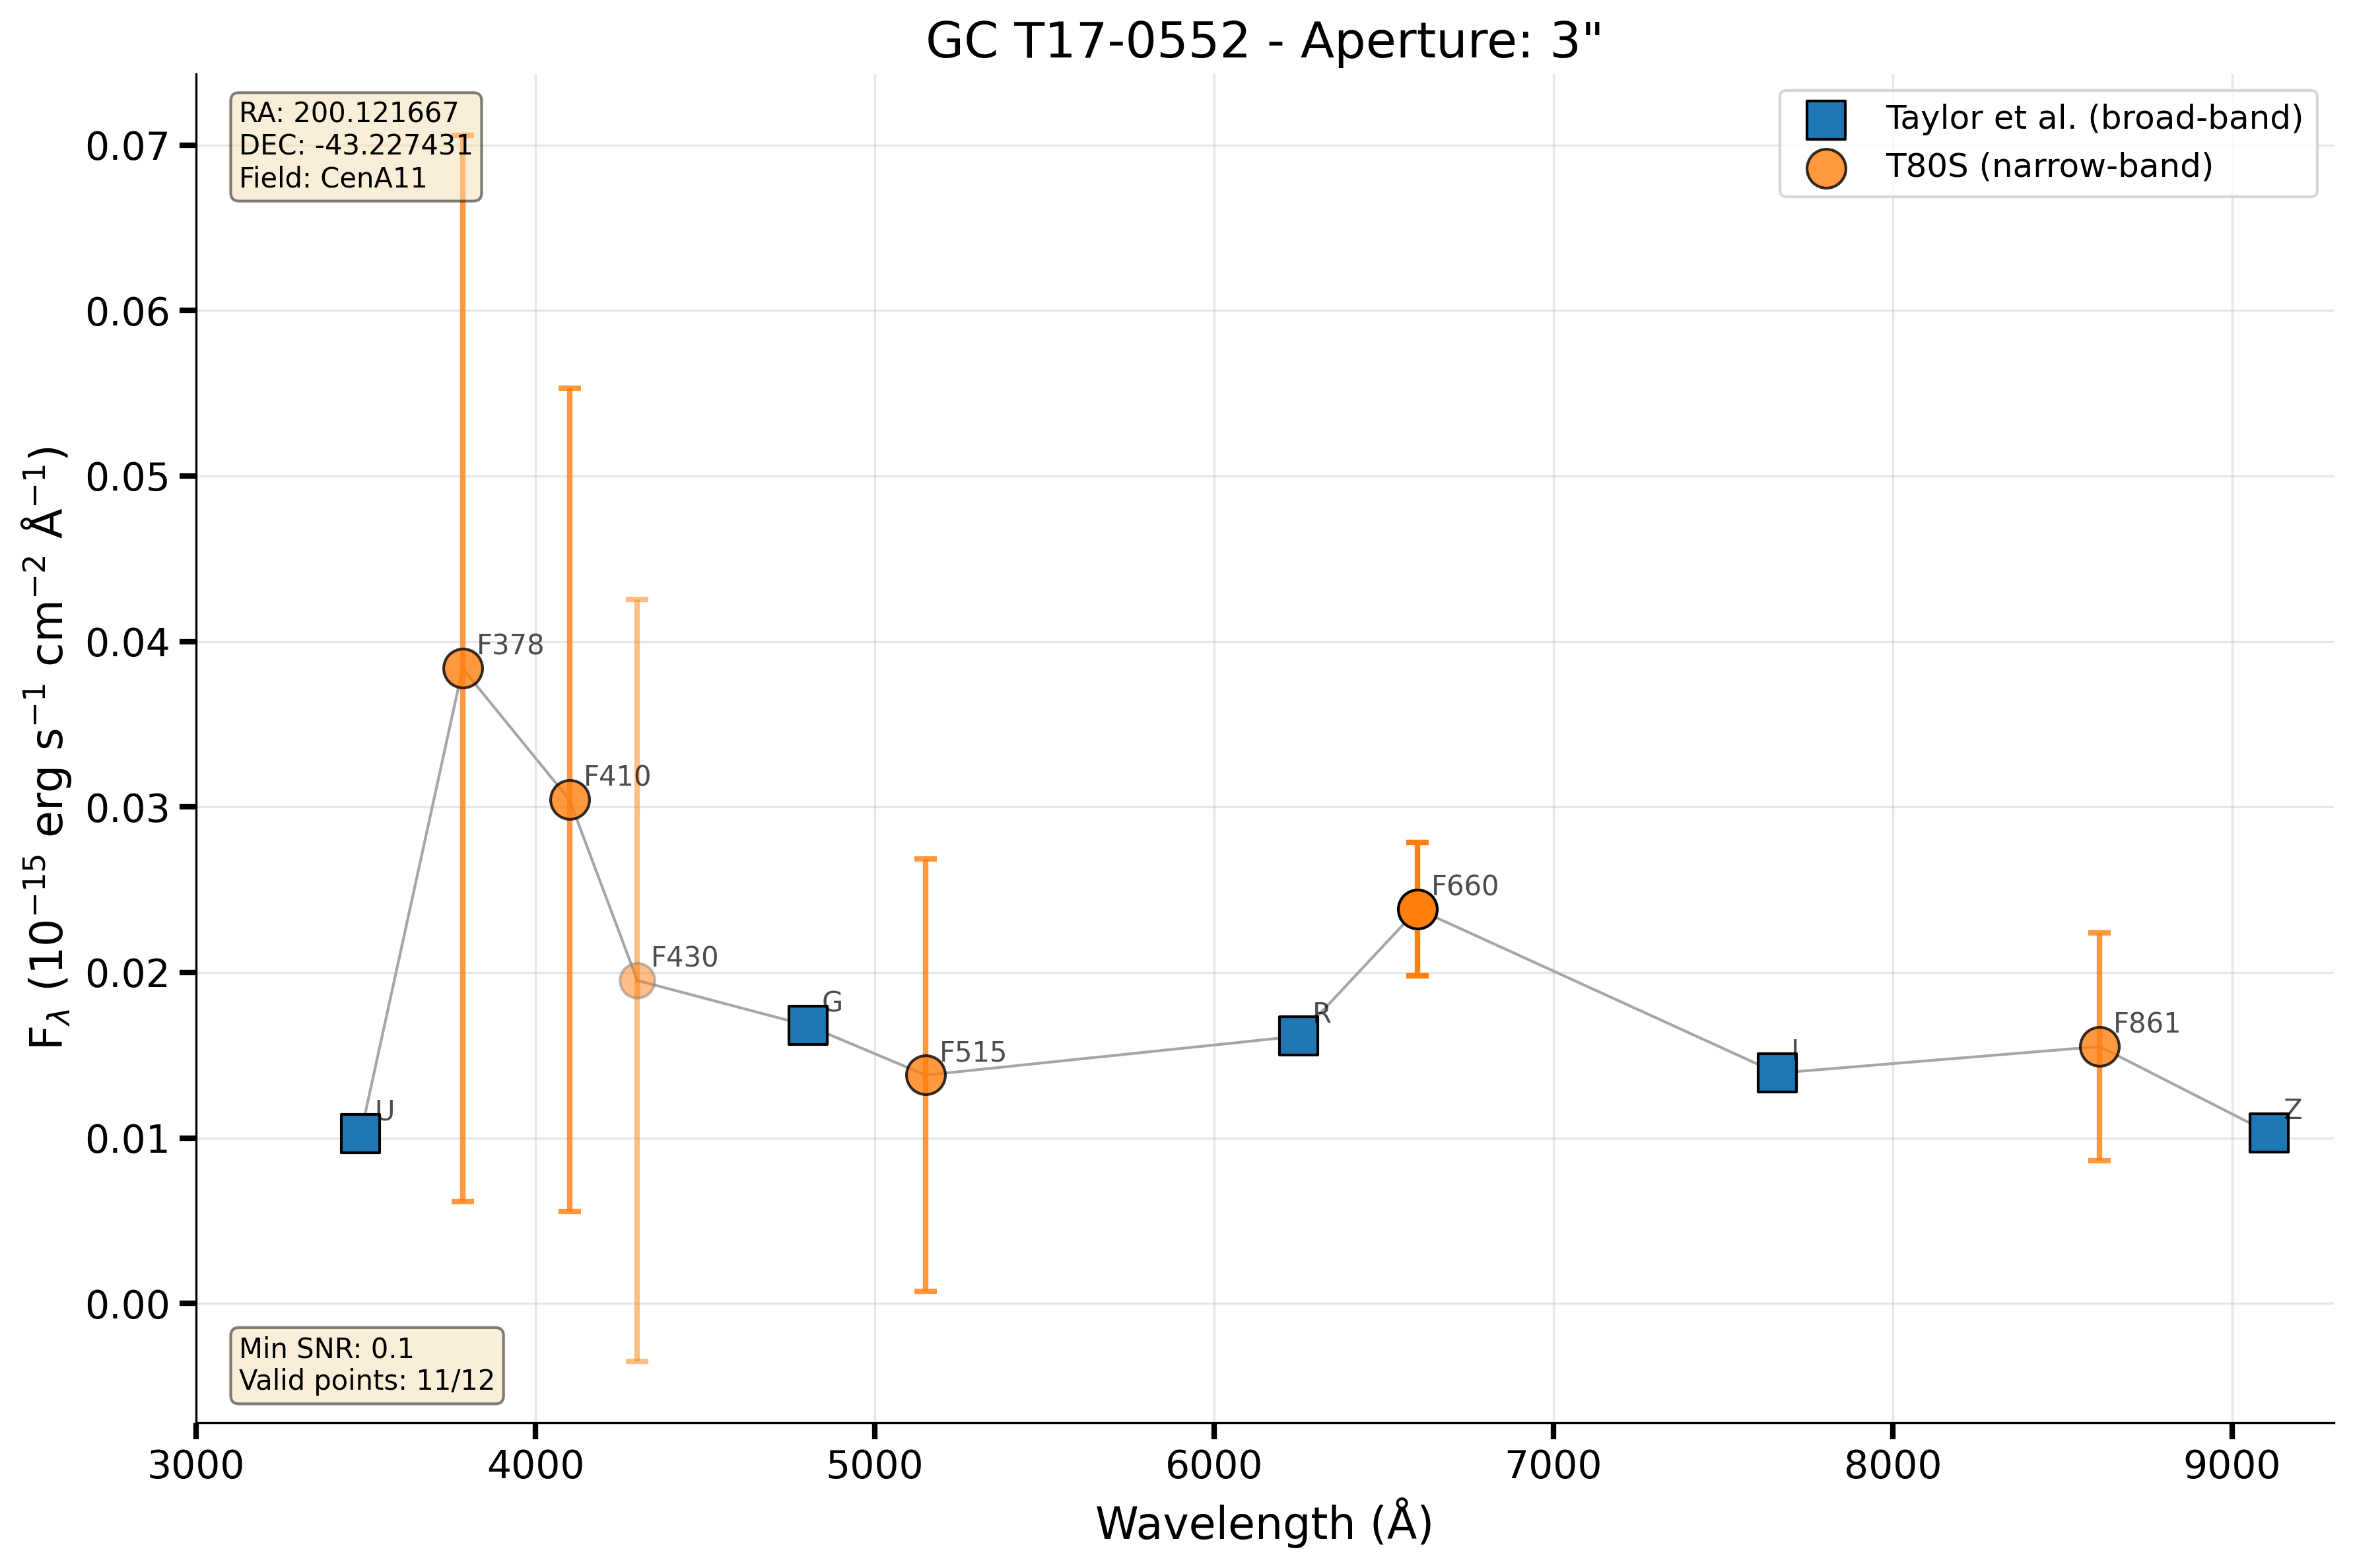 GC T17-0552 - Aperture: 3"
RA: 200.121667
DEC: -43.227431
Field: CenA11
Taylor et al. (broad-band)
T80S (narrow-band)
0.07
0.06
0.05
0.04
0.03
0.02
0.01
0.00
F_λ (10⁻¹⁵ erg s⁻¹ cm⁻² Å⁻¹)
U
F378
F410
F430
G
F515
R
F660
I
F861
Z
Min SNR: 0.1
Valid points: 11/12
3000 4000 5000 6000 7000 8000 9000
Wavelength (Å)